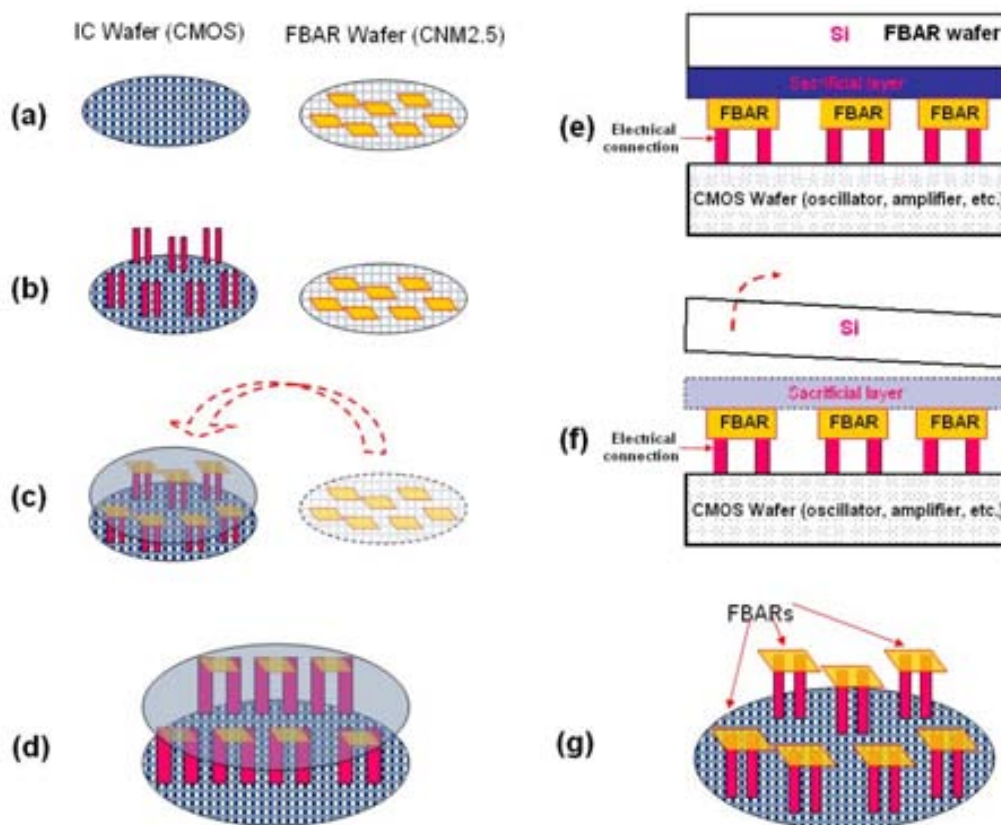 IC Wafer (CMOS)
FBAR Wafer (CNM2.5)
(a)
(b)
(c)
(d)
Si
FBAR wafer
Sacrificial layer
(e)
FBAR
FBAR
FBAR
Electrical
connection
CMOS Wafer (oscillator, amplifier, etc.)
Si
Sacrificial layer
(f)
FBAR
FBAR
FBAR
Electrical
connection
CMOS Wafer (oscillator, amplifier, etc.)
FBARs
(g)